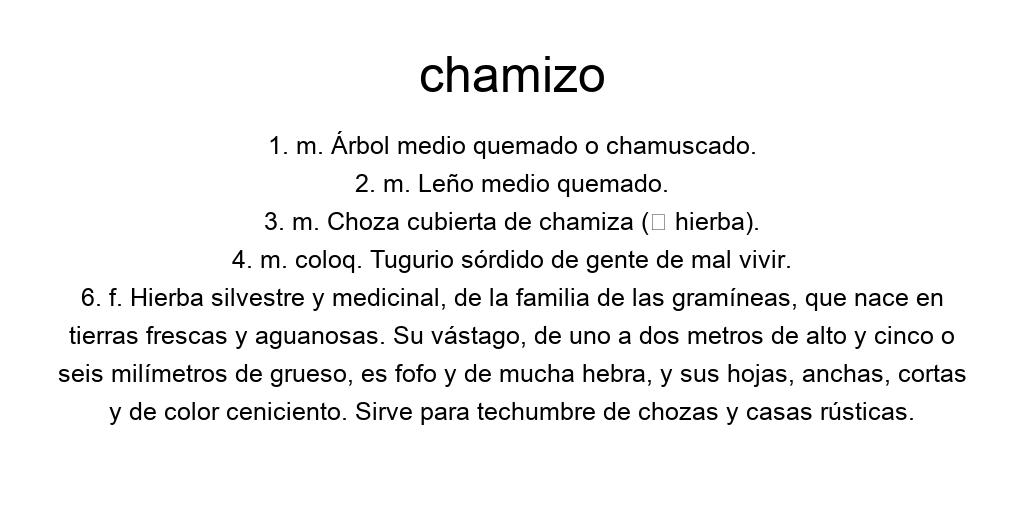 chamizo
1. m. Árbol medio quemado o chamuscado.
2. m. Leño medio quemado.
3. m. Choza cubierta de chamiza (□ hierba).
4. m. coloq. Tugurio sórdido de gente de mal vivir.
6. f. Hierba silvestre y medicinal, de la familia de las gramíneas, que nace en
tierras frescas y aguanosas. Su vástago, de uno a dos metros de alto y cinco o
seis milímetros de grueso, es fofo y de mucha hebra, y sus hojas, anchas, cortas
y de color ceniciento. Sirve para techumbre de chozas y casas rústicas.